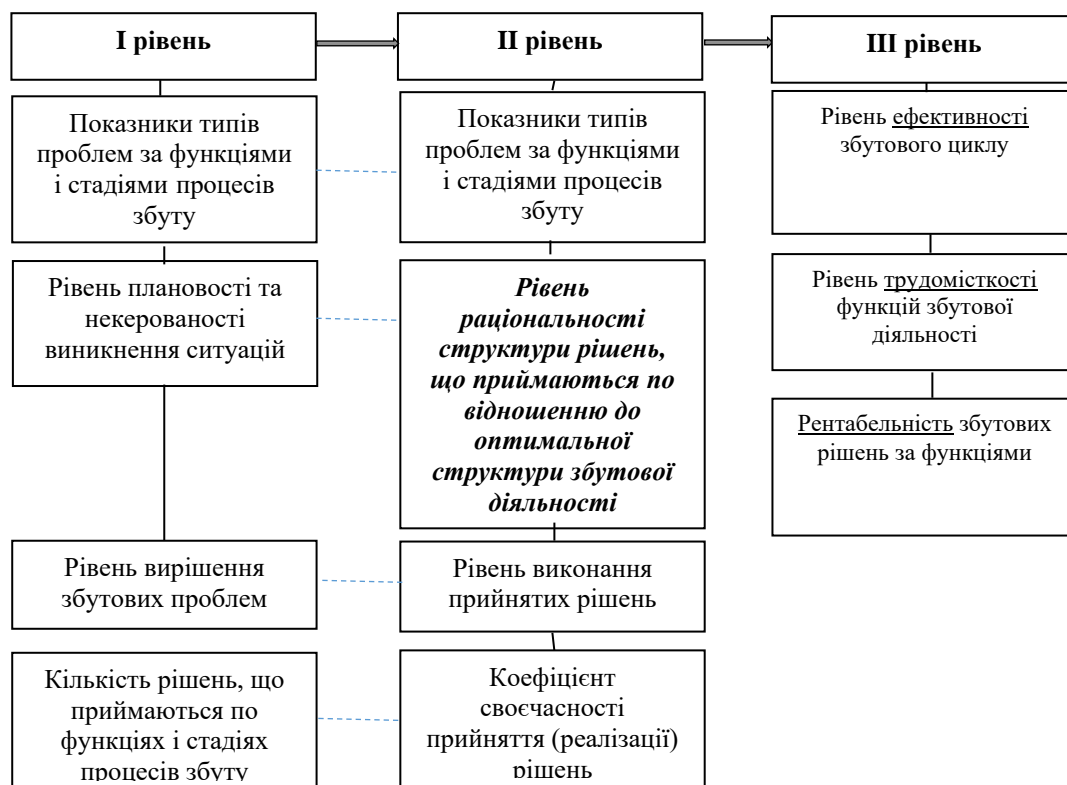 І рівень
ІІ рівень
ІІІ рівень
Показники типів
проблем за функціями
і стадіями процесів
збуту
Рівень плановості та
некерованості
виникнення ситуацій
Рівень вирішення
збутових проблем
Кількість рішень, що
приймаються по
функціях і стадіях
процесів збуту
Показники типів
проблем за функціями
і стадіями процесів
збуту
Рівень
раціональності
структури рішень,
що приймаються по
відношенню до
оптимальної
структури збутової
діяльності
Рівень виконання
прийнятих рішень
Коефіцієнт
своєчасності
прийняття (реалізації)
рішень
Рівень ефективності
збутового циклу
Рівень трудомісткості
функцій збутової
діяльності
Рентабельність збутових
рішень за функціями